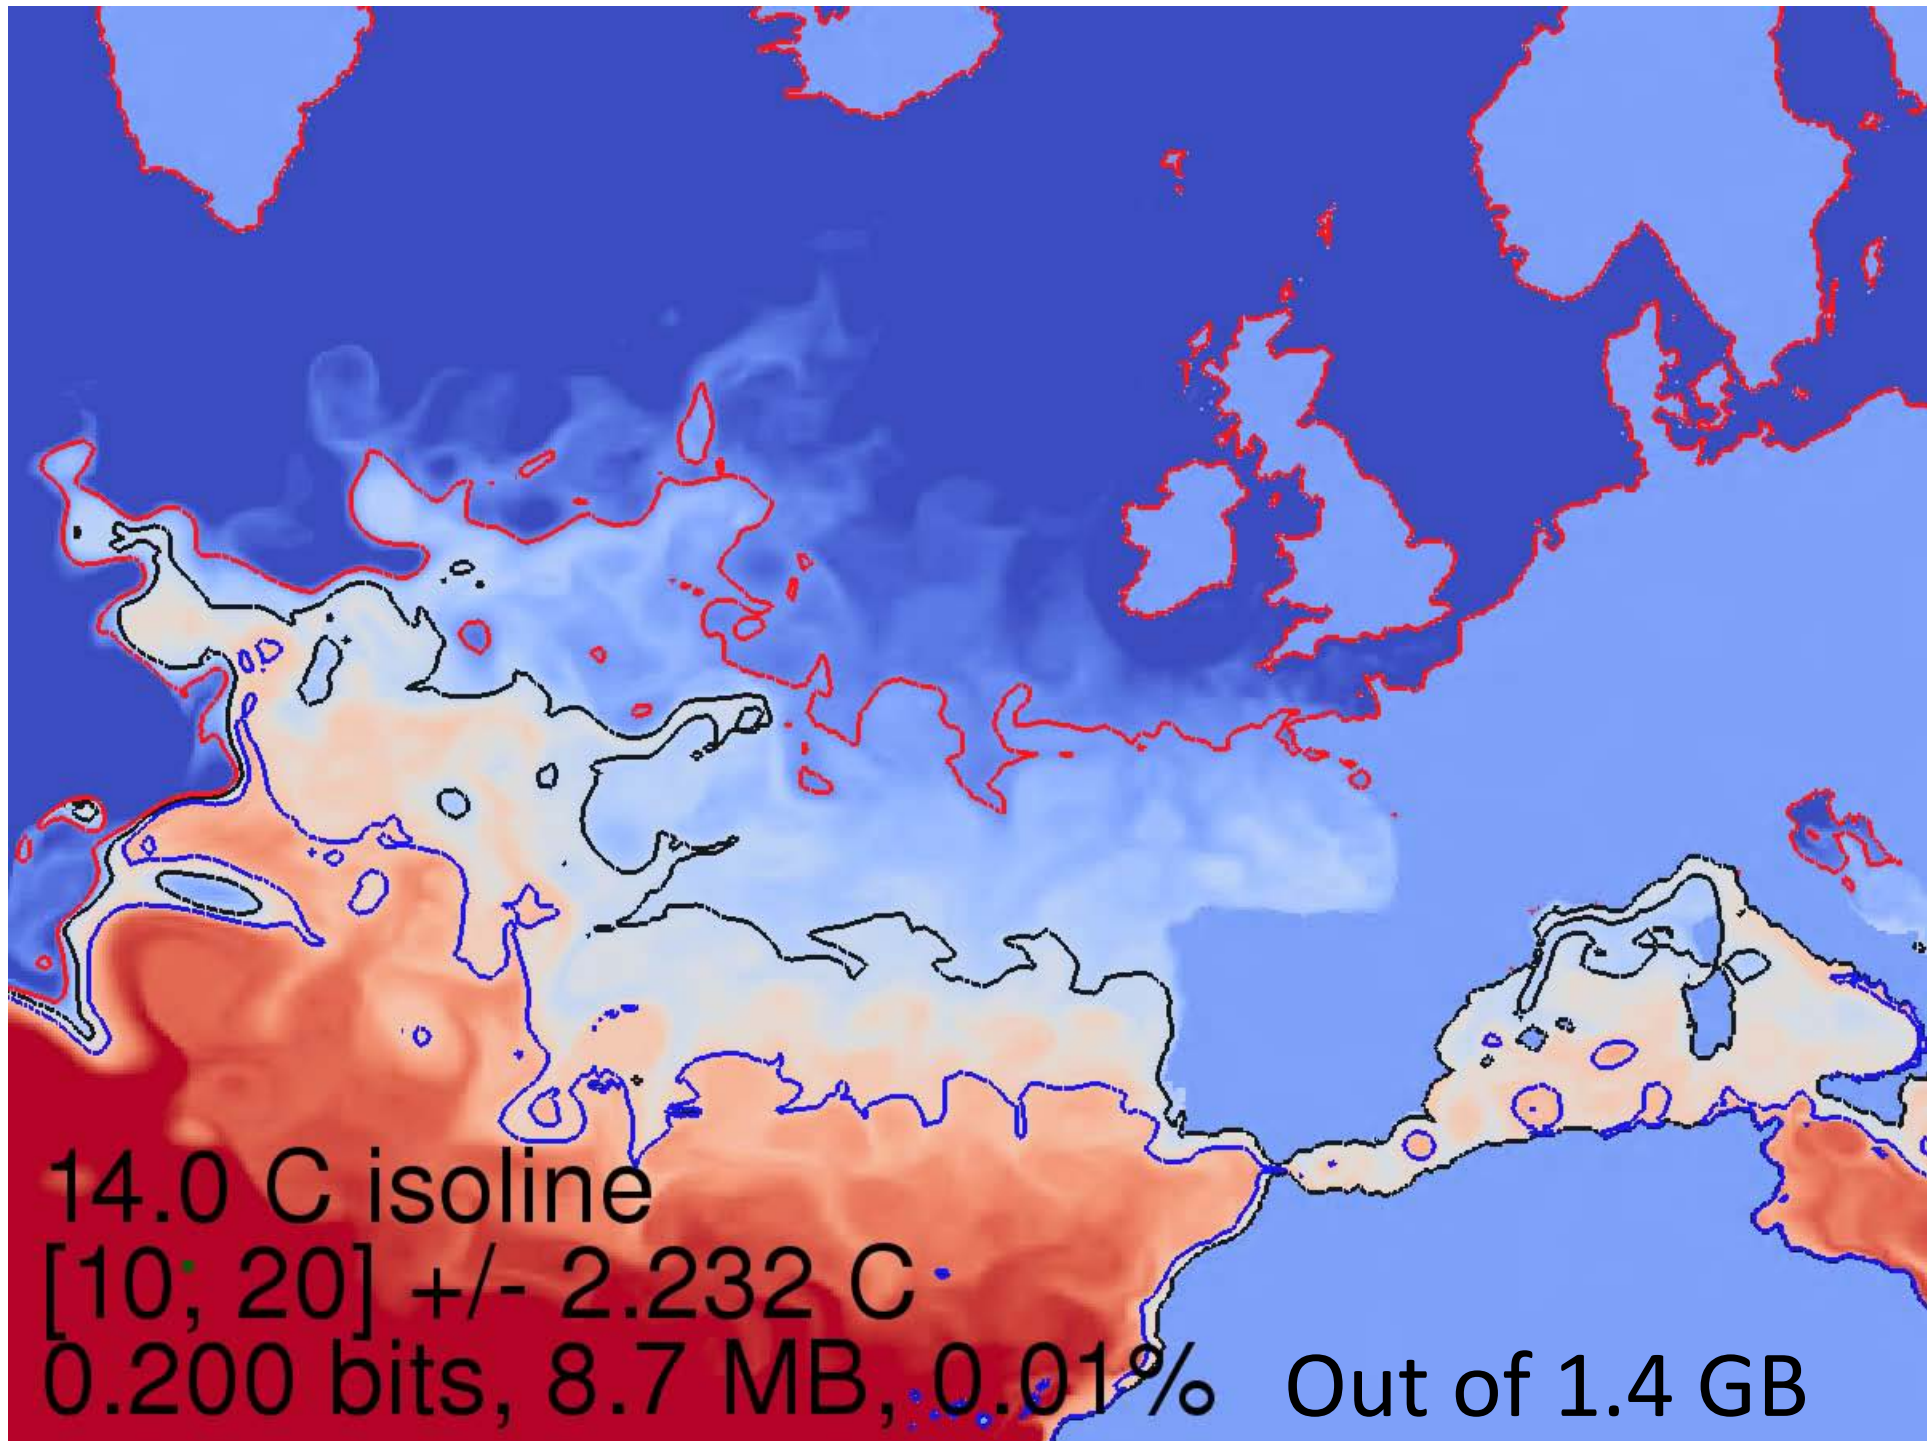 14.0 C isoline
[10; 20] +/- 2.232 C
0.200 bits, 8.7 MB, 0.01% Out of 1.4 GB